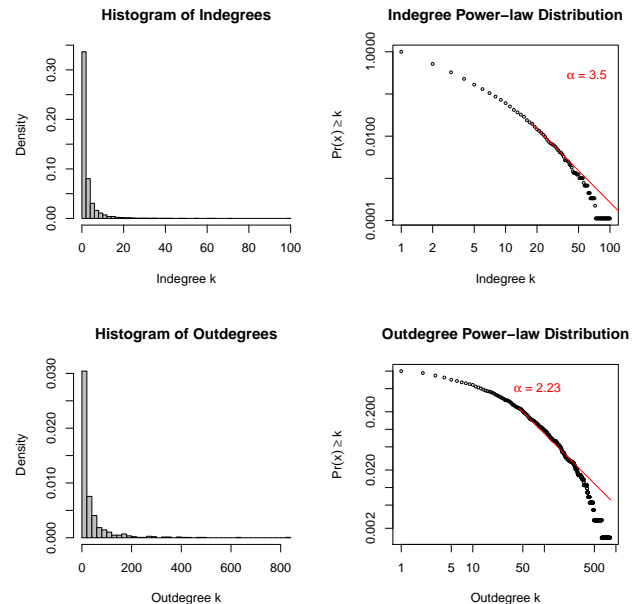 Histogram of Indegrees
Density
0.00 0.10 0.20 0.30
0 20 40 60 80 100
Indegree k
Indegree Power−law Distribution
Pr(x) ≥ k
0.0001 0.0100 1.0000
α = 3.5
1 2 5 10 20 50 100
Indegree k
Histogram of Outdegrees
Density
0.000 0.010 0.020 0.030
0 200 400 600 800
Outdegree k
Outdegree Power−law Distribution
Pr(x) ≥ k
0.002 0.020 0.200
α = 2.23
1 5 10 50 500
Outdegree k